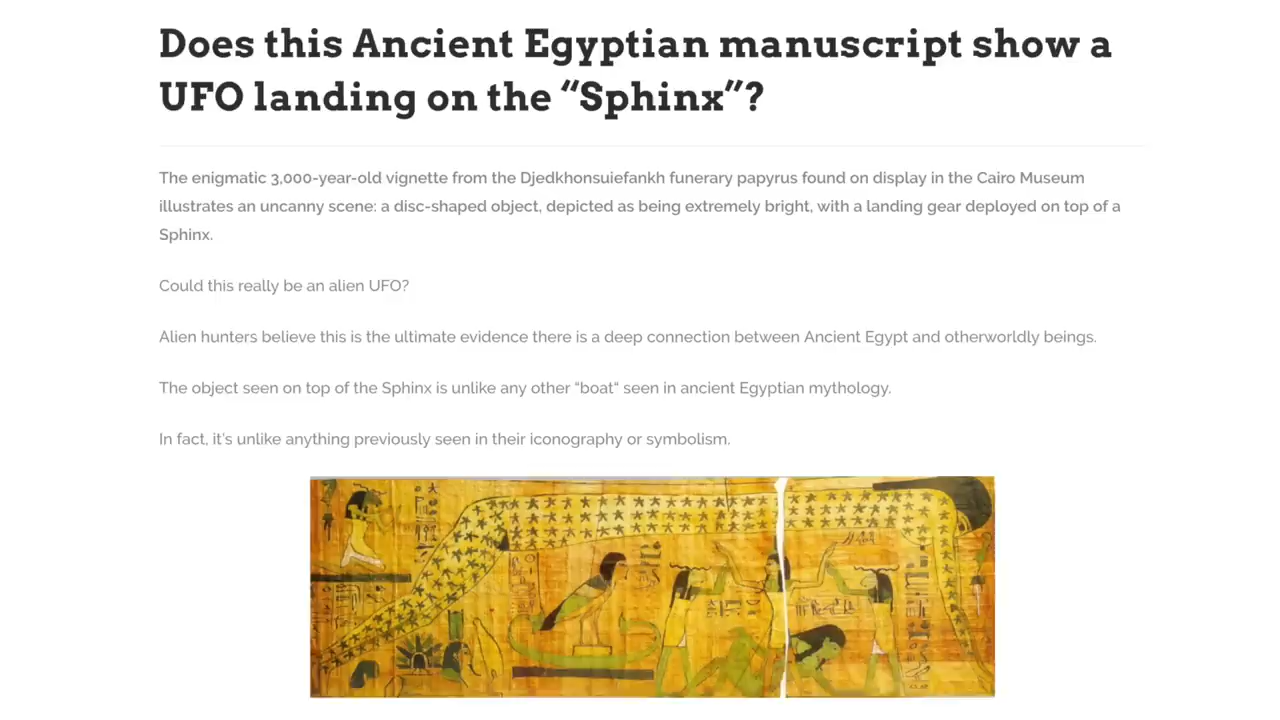 Does this Ancient Egyptian manuscript show a
UFO landing on the “Sphinx”?
The enigmatic 3,000-year-old vignette from the Djedkhonsuiefankh funerary papyrus found on display in the Cairo Museum
illustrates an uncanny scene: a disc-shaped object, depicted as being extremely bright, with a landing gear deployed on top of a
Sphinx.
Could this really be an alien UFO?
Alien hunters believe this is the ultimate evidence there is a deep connection between Ancient Egypt and otherworldly beings.
The object seen on top of the Sphinx is unlike any other “boat“ seen in ancient Egyptian mythology.
In fact, it’s unlike anything previously seen in their iconography or symbolism.